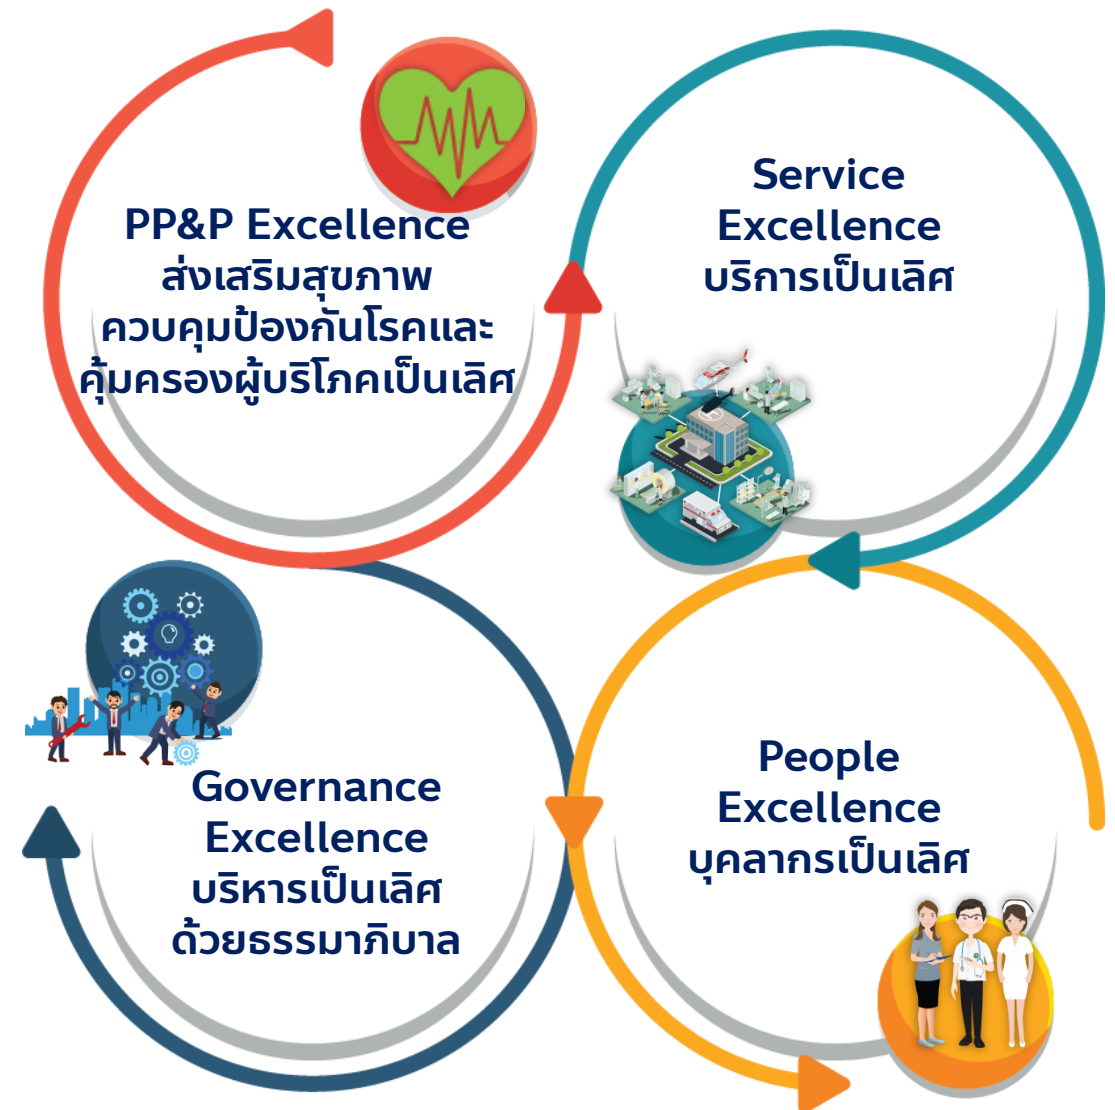 PP&P Excellence
ส่งเสริมสุขภาพ
ควบคุมป้องกันโรคและ
คุ้มครองผู้บริโภคเป็นเลิศ
Service
Excellence
บริการเป็นเลิศ
Governance
Excellence
บริหารเป็นเลิศ
ด้วยธรรมาภิบาล
People
Excellence
บุคลากรเป็นเลิศ